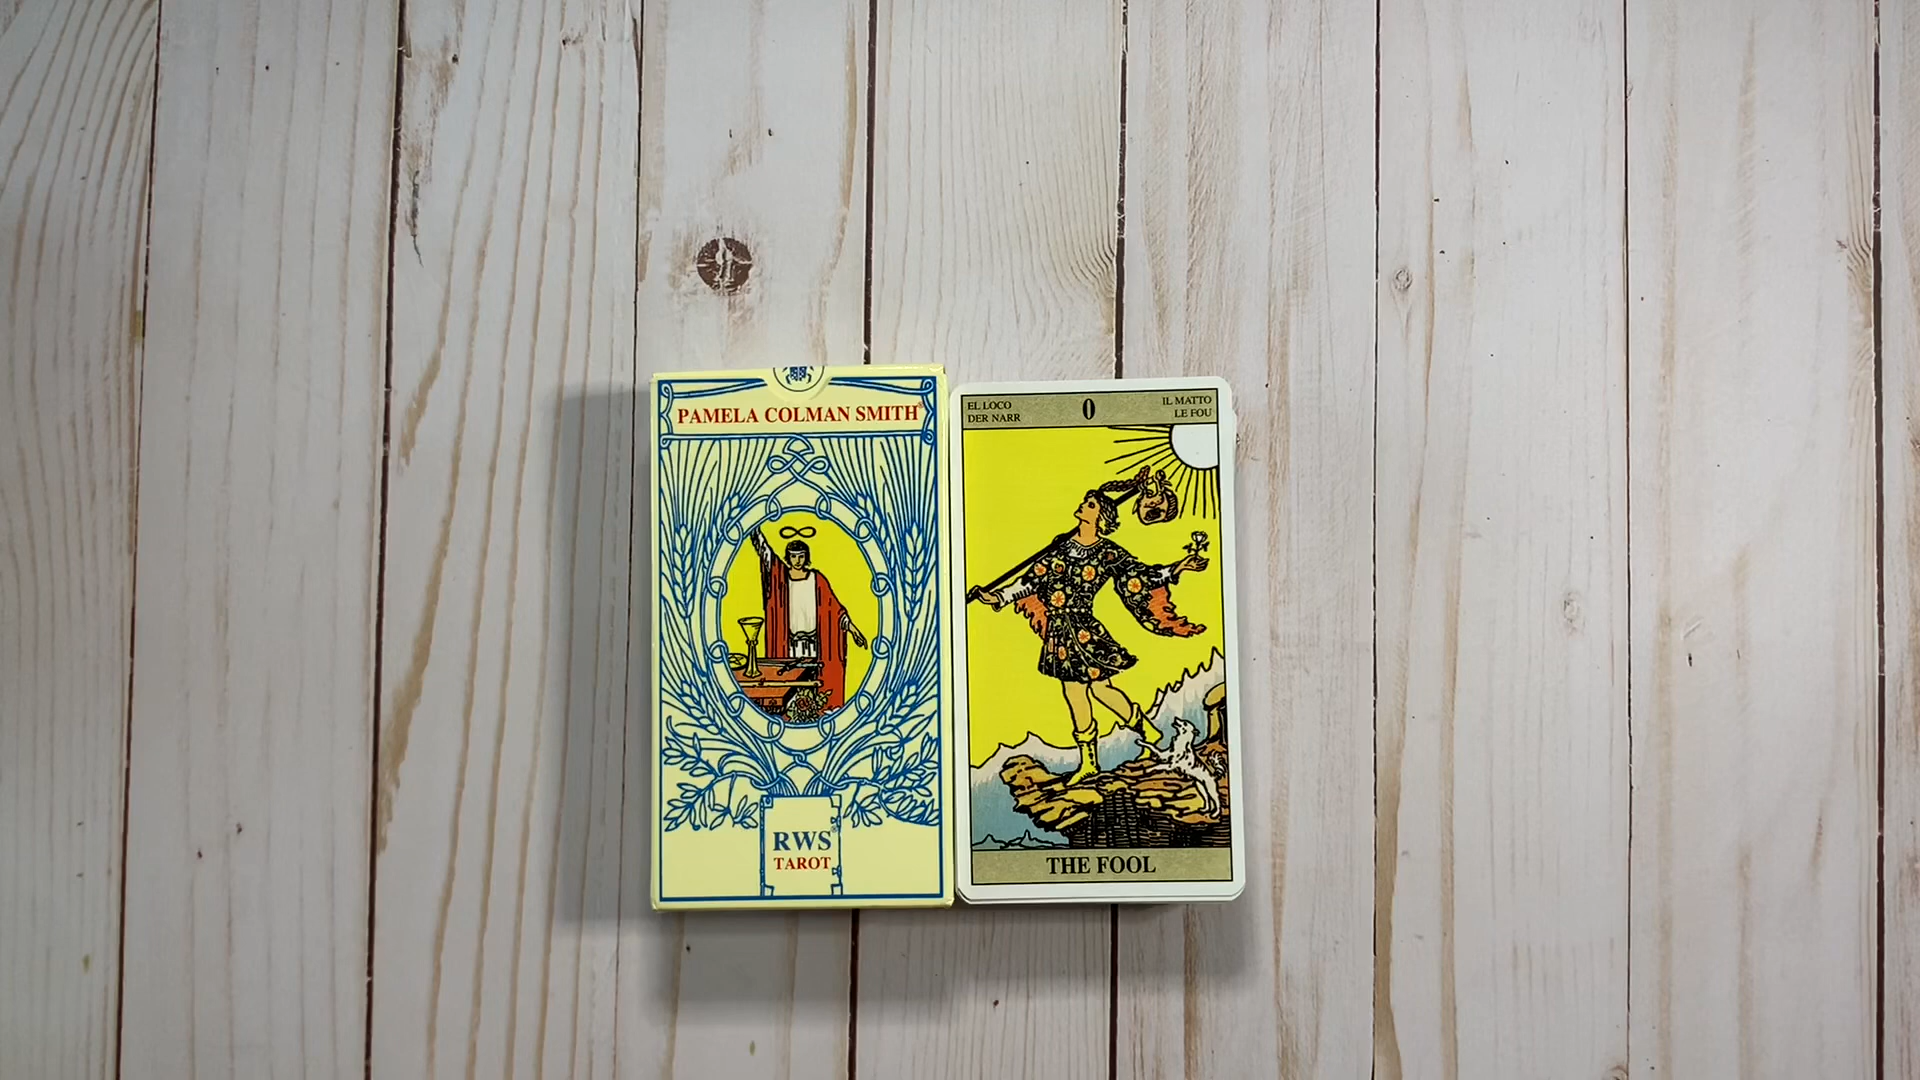 PAMELA COLMAN SMITH®
RWS®
TAROT
EL LOCO
DER NARR
0
IL MATTO
LE FOU
THE FOOL